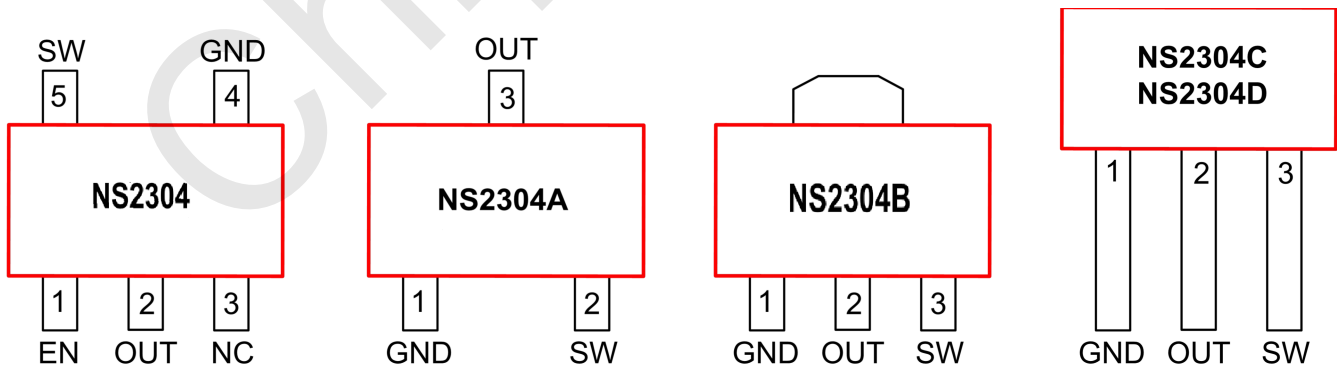 SW GND
5 4
NS2304
1 2 3
EN OUT NC
OUT
3
NS2304A
1 2
GND SW
NS2304B
1 2 3
GND OUT SW
NS2304C
NS2304D
1 2 3
GND OUT SW